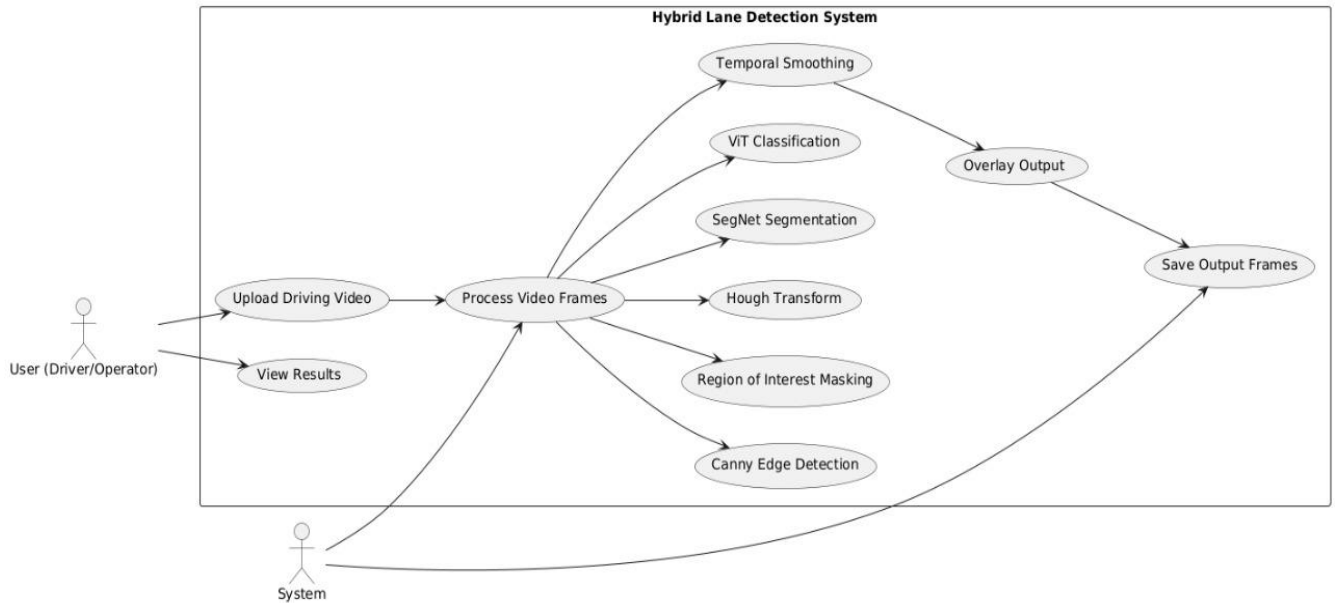 Hybrid Lane Detection System
Temporal Smoothing
ViT Classification
Overlay Output
SegNet Segmentation
Save Output Frames
Upload Driving Video
Process Video Frames
Hough Transform
User (Driver/Operator)
View Results
Region of Interest Masking
Canny Edge Detection
System